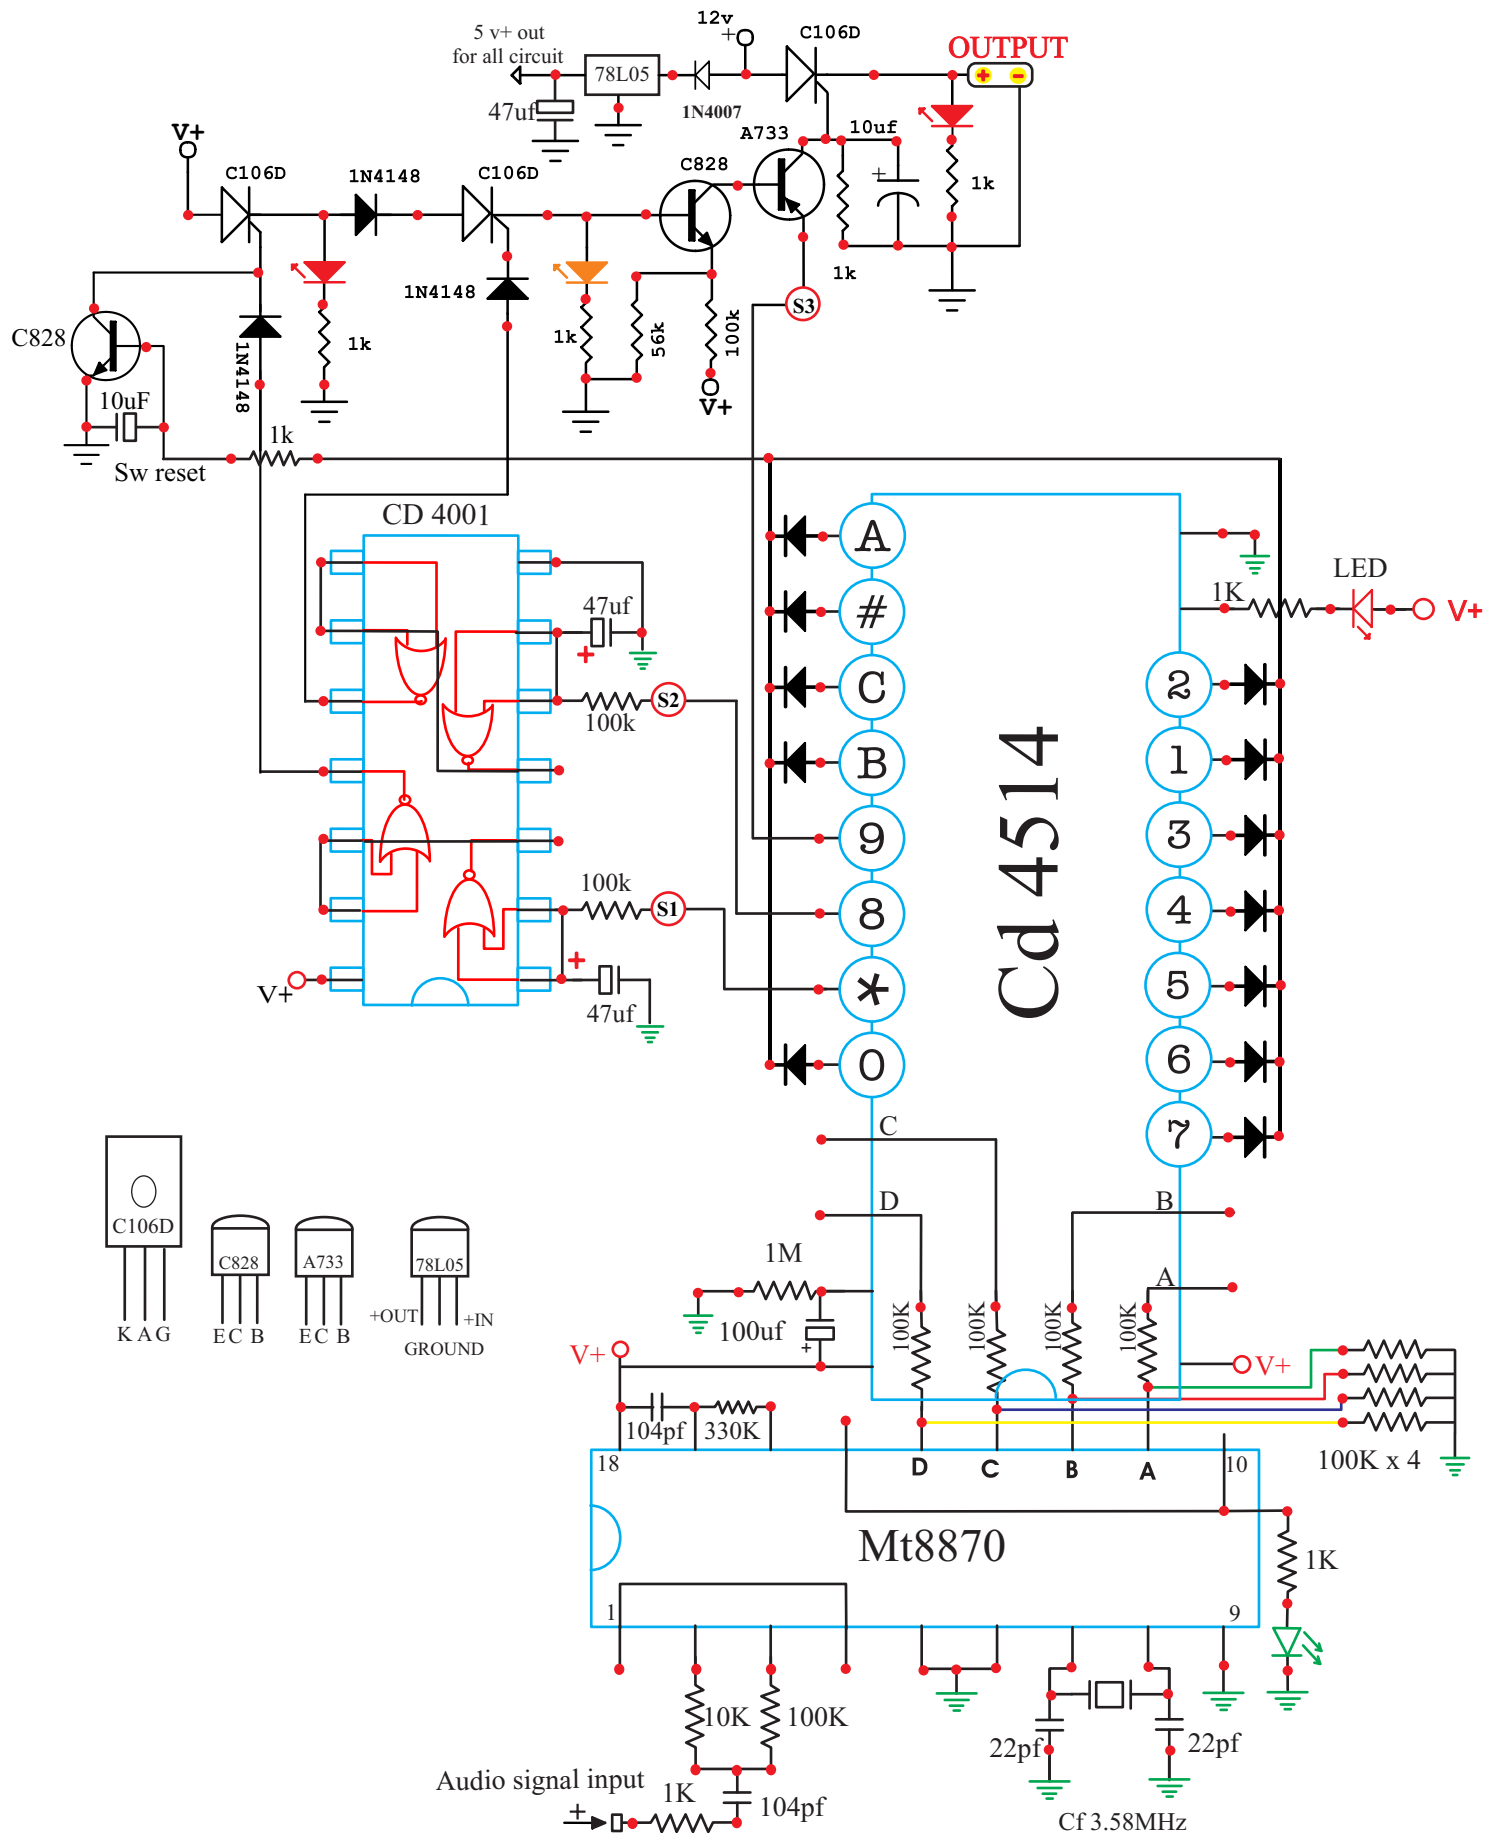 5 v+ out
for all circuit
12v
+
C106D
OUTPUT
+ -
78L05
1N4007
47uf
V+
C106D
1N4148
C106D
C828
A733
10uf
+
1k
1k
S3
1N4148
C828
1N4148
1k
1k
56k
100k
V+
10uF
Sw reset
1k
CD 4001
47uf
+
100k
S2
100k
S1
+
47uf
V+
Cd 4514
A
#
C
B
9
8
*
0
1K
LED
V+
2
1
3
4
5
6
7
C
D
B
A
1M
100uf
+
100K
100K
100K
100K
V+
V+
104pf
330K
100K x 4
C106D
K A G
C828
E C B
A733
E C B
78L05
+OUT
+IN
GROUND
18
D
C
B
A
10
Mt8870
1
9
1K
10K
100K
22pf
22pf
Cf 3.58MHz
Audio signal input
+
1K
104pf